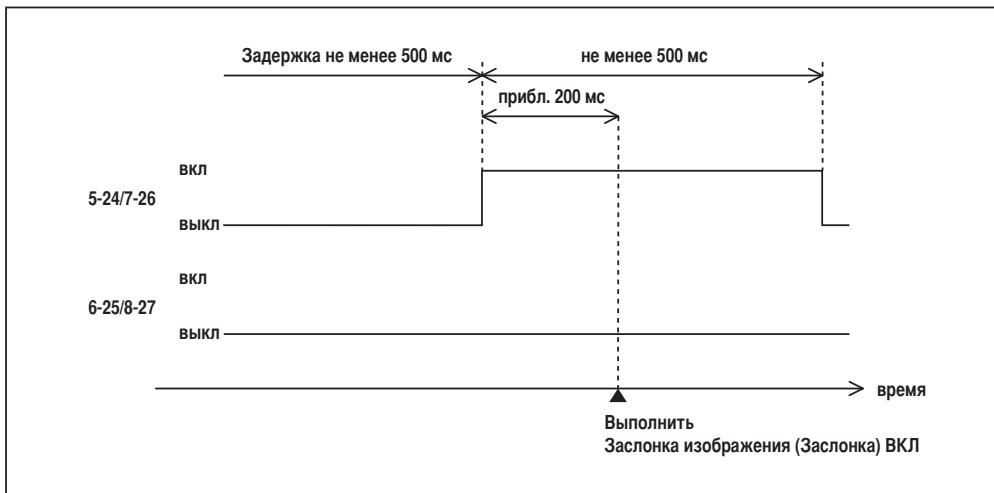 Задержка не менее 500 мс
не менее 500 мс
прибл. 200 мс
вкл
5-24/7-26
выкл
вкл
6-25/8-27
выкл
время
Выполнить
Заслонка изображения (Заслонка) ВКЛ